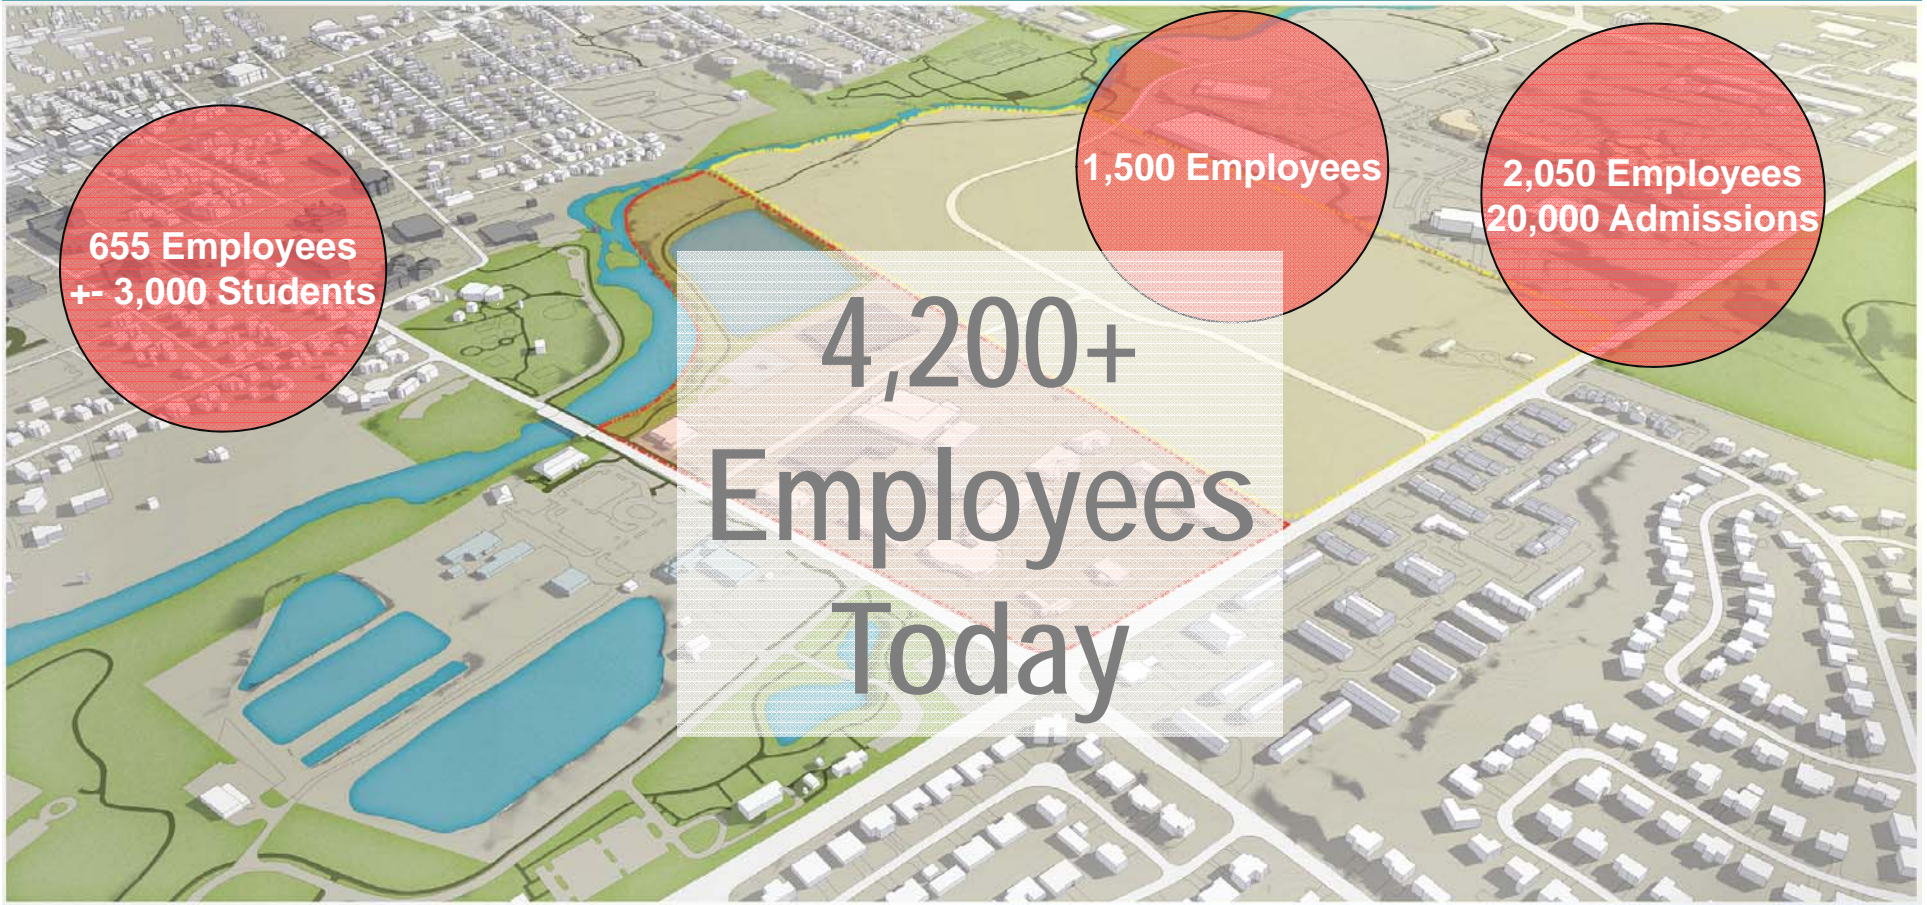 655 Employees
+- 3,000 Students
1,500 Employees
2,050 Employees
20,000 Admissions
4,200+
Employees
Today